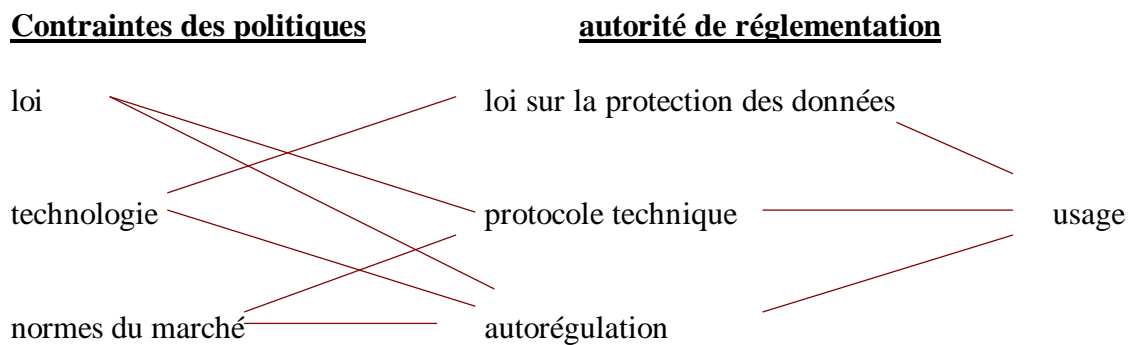 Contraintes des politiques autorité de réglementation
loi loi sur la protection des données
technologie protocole technique usage
normes du marché autorégulation